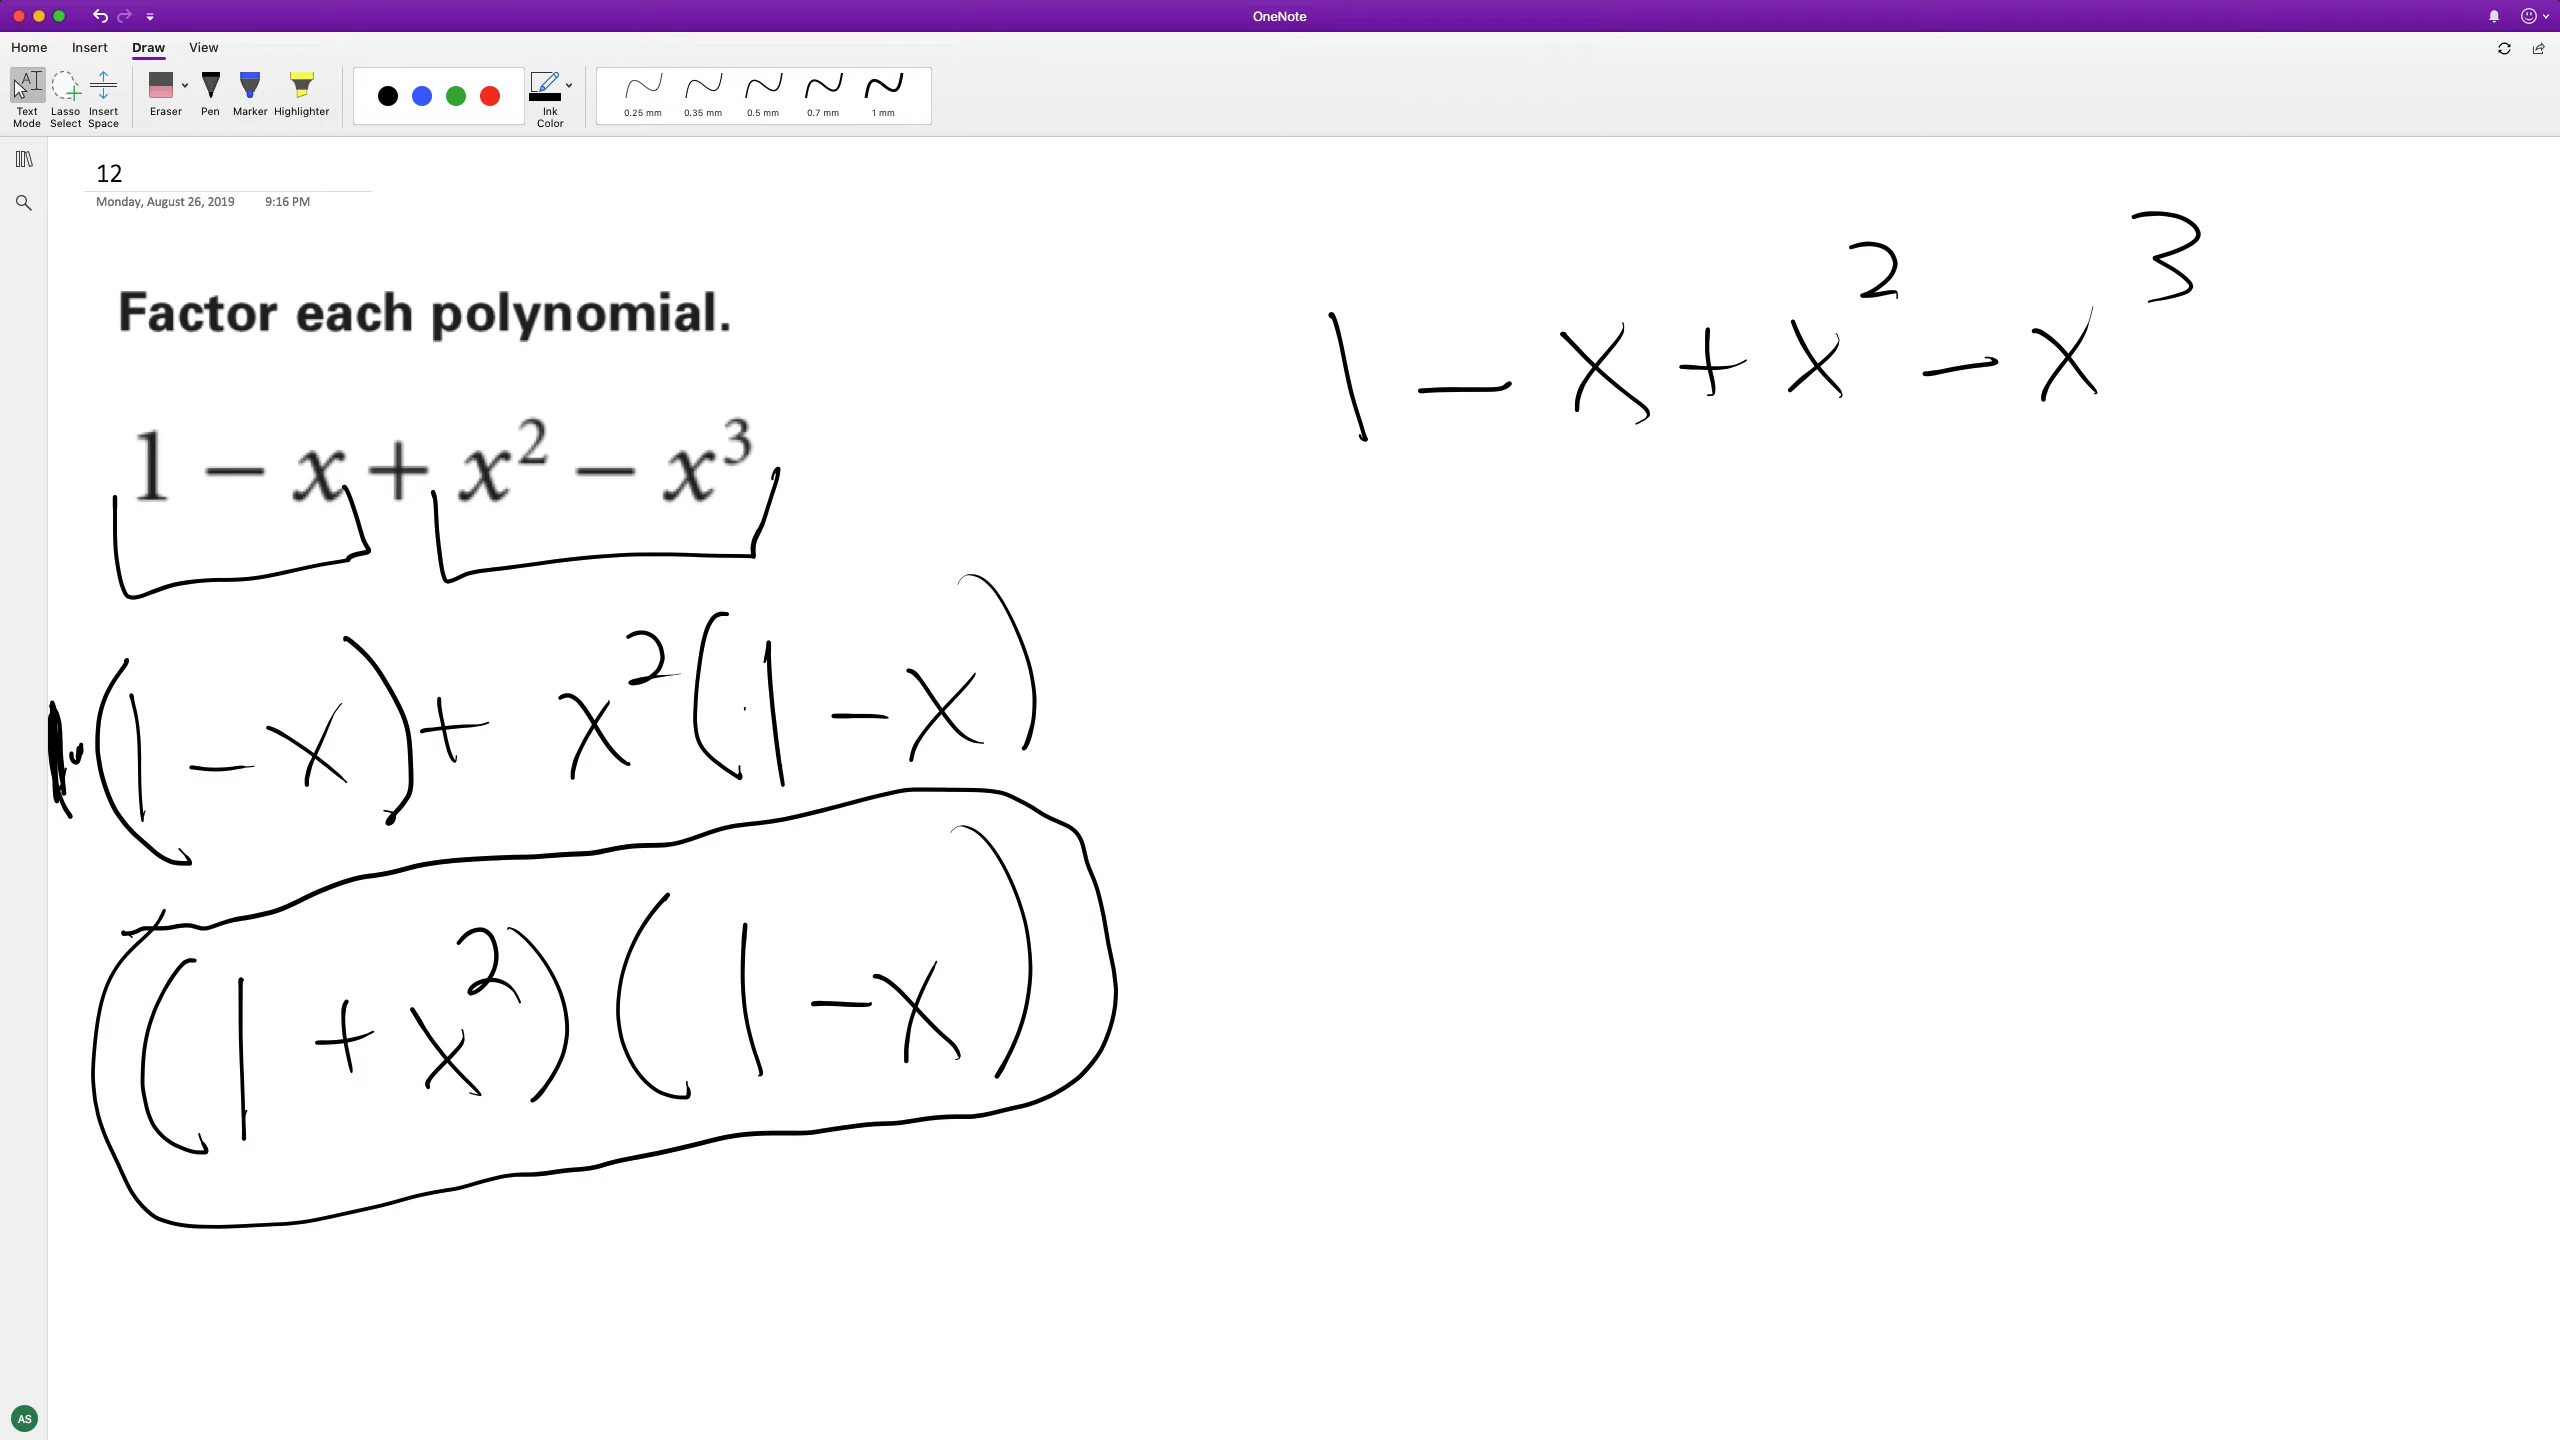 OneNote
Home Insert Draw View
Text Mode Lasso Select Insert Space Eraser Pen Marker Highlighter Ink Color 0.25 mm 0.35 mm 0.5 mm 0.7 mm 1 mm
12
Monday, August 26, 2019 9:16 PM
Factor each polynomial.
1 − x + x² − x³
1 − x + x² − x³
1·(1 − x) + x²(1 − x)
(1 + x²)(1 − x)
AS